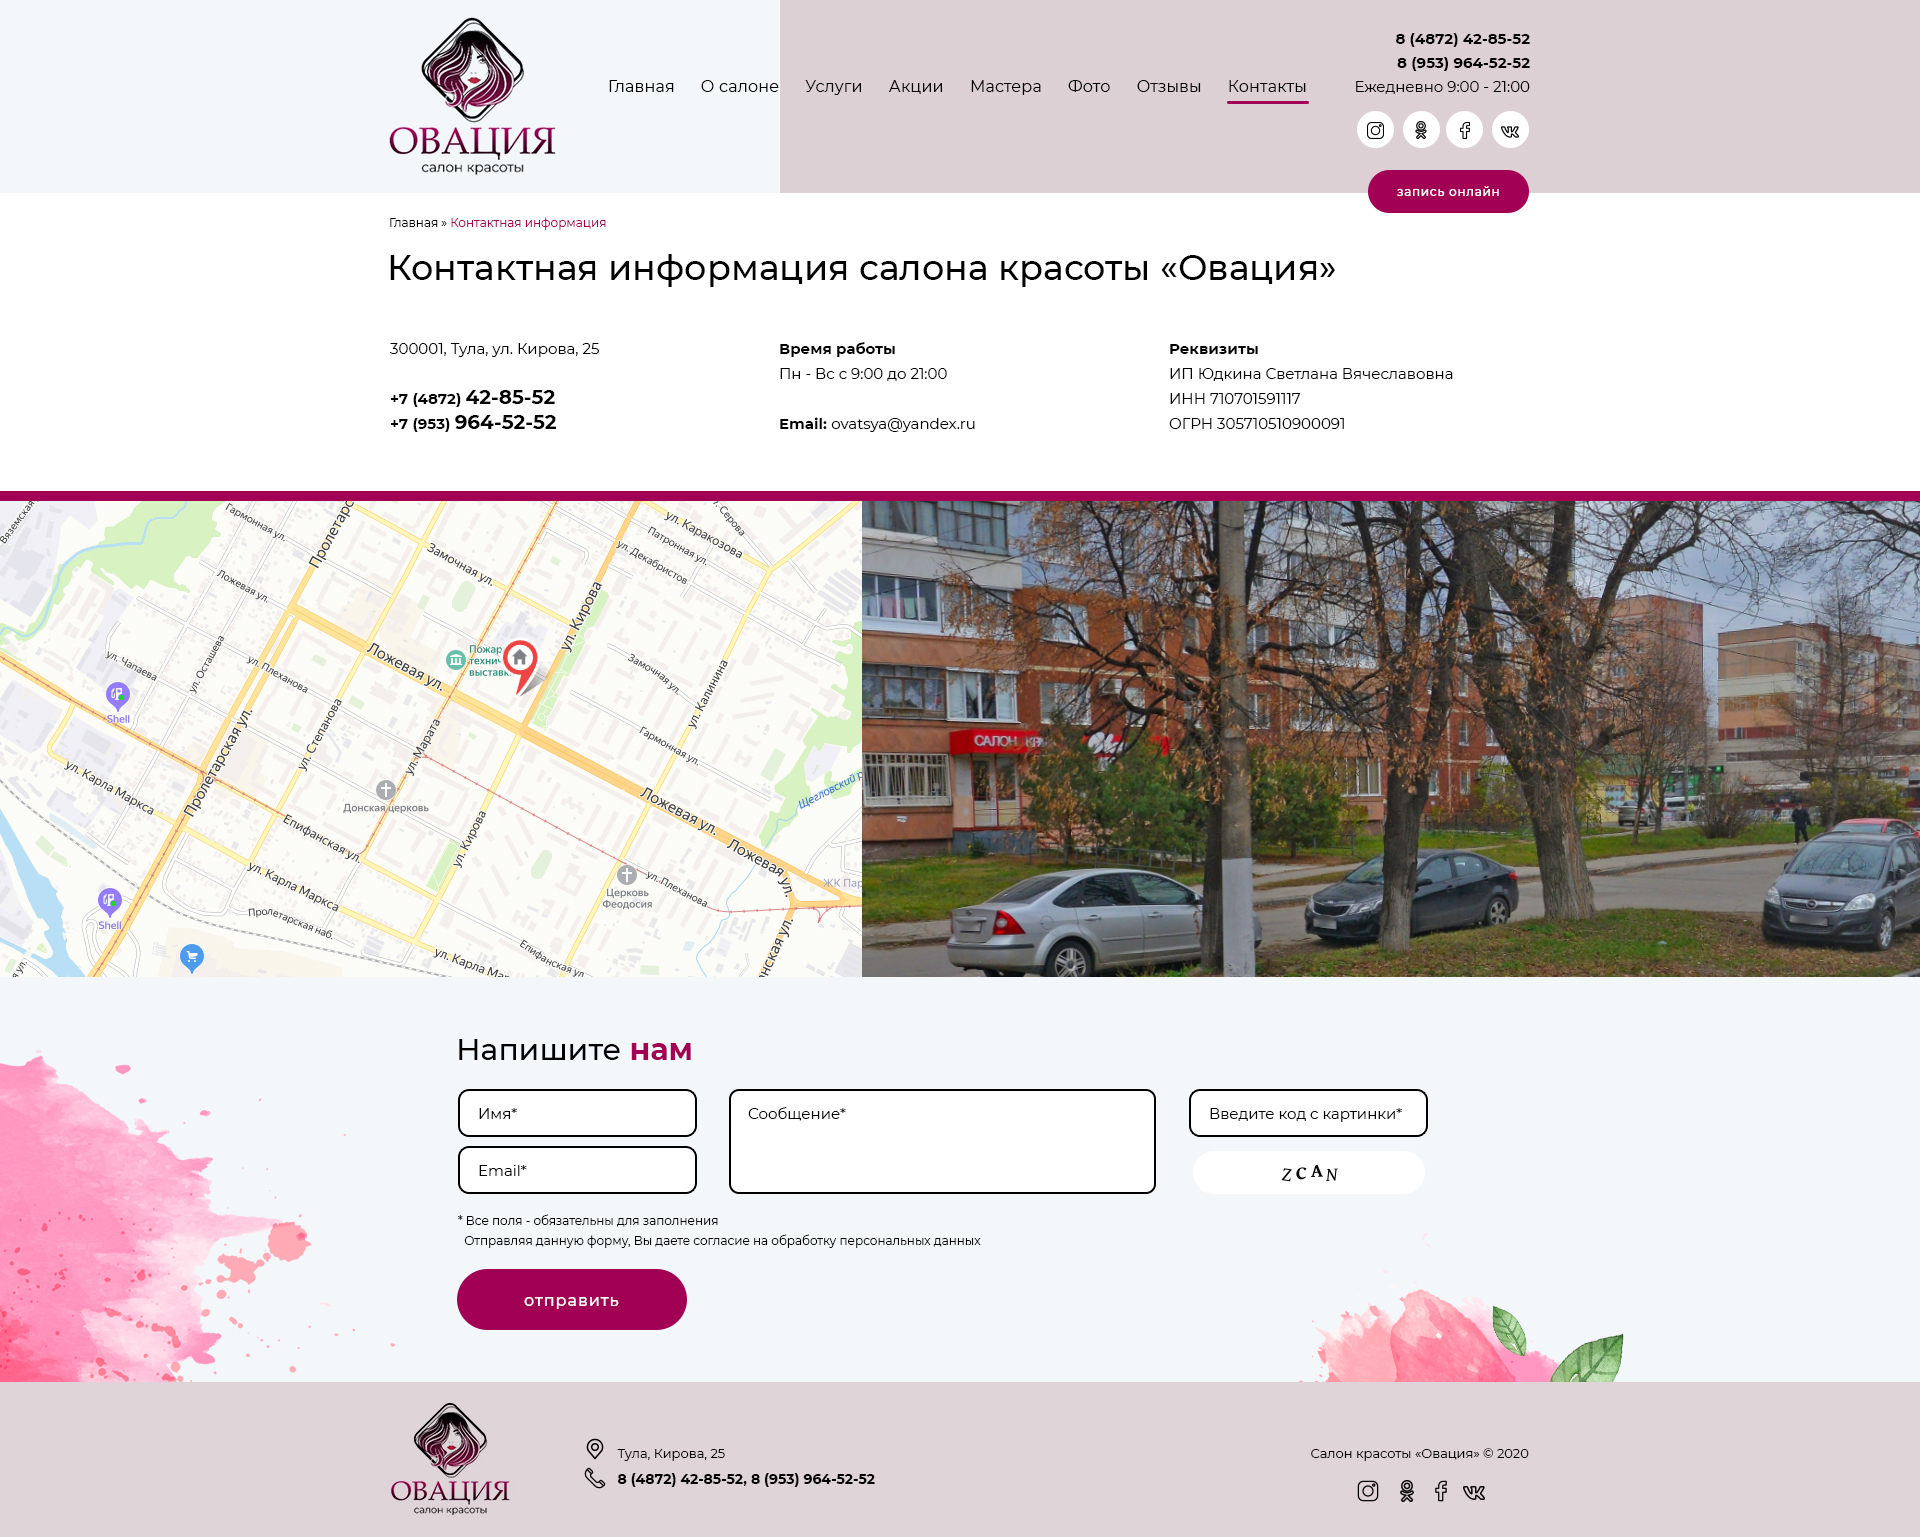 ОВАЦИЯ
салон красоты
Главная О салоне Услуги Акции Мастера Фото Отзывы Контакты
8 (4872) 42-85-52
8 (953) 964-52-52
Ежедневно 9:00 - 21:00
запись онлайн
Главная » Контактная информация
Контактная информация салона красоты «Овация»
300001, Тула, ул. Кирова, 25
+7 (4872) 42-85-52
+7 (953) 964-52-52
Время работы
Пн - Вс с 9:00 до 21:00
Email: ovatsya@yandex.ru
Реквизиты
ИП Юдкина Светлана Вячеславовна
ИНН 710701591117
ОГРН 305710510900091
Вяземская
Гармонная ул.
Пролетарс
Замочная ул.
ул. Каракозова
Серова
Патронная ул.
ул. Декабристов
Ложевая ул.
ул. Кирова
ул. Чапаева
ул. Осташева
ул. Плеханова
Ложевая ул.
Пожар
технич
выставк
Замочная ул.
ул. Калинина
Shell
Пролетарская ул.
ул. Степанова
ул. Марата
Гармонная ул.
ул. Карла Маркса
Донская церковь
Ложевая ул.
Щегловский р
Епифанская ул.
ул. Кирова
Ложевая ул.
ул. Карла Маркса
Церковь
Феодосия
ул. Плеханова
ЖК Пар
Shell
Пролетарская наб.
ул. Карла Ма
Епифанская ул.
нская ул.
я ул.
САЛОН КР
Напишите нам
Имя*
Email*
Сообщение*
Введите код с картинки*
Z C A N
* Все поля - обязательны для заполнения
Отправляя данную форму, Вы даете согласие на обработку персональных данных
отправить
ОВАЦИЯ
салон красоты
Тула, Кирова, 25
8 (4872) 42-85-52, 8 (953) 964-52-52
Салон красоты «Овация» © 2020